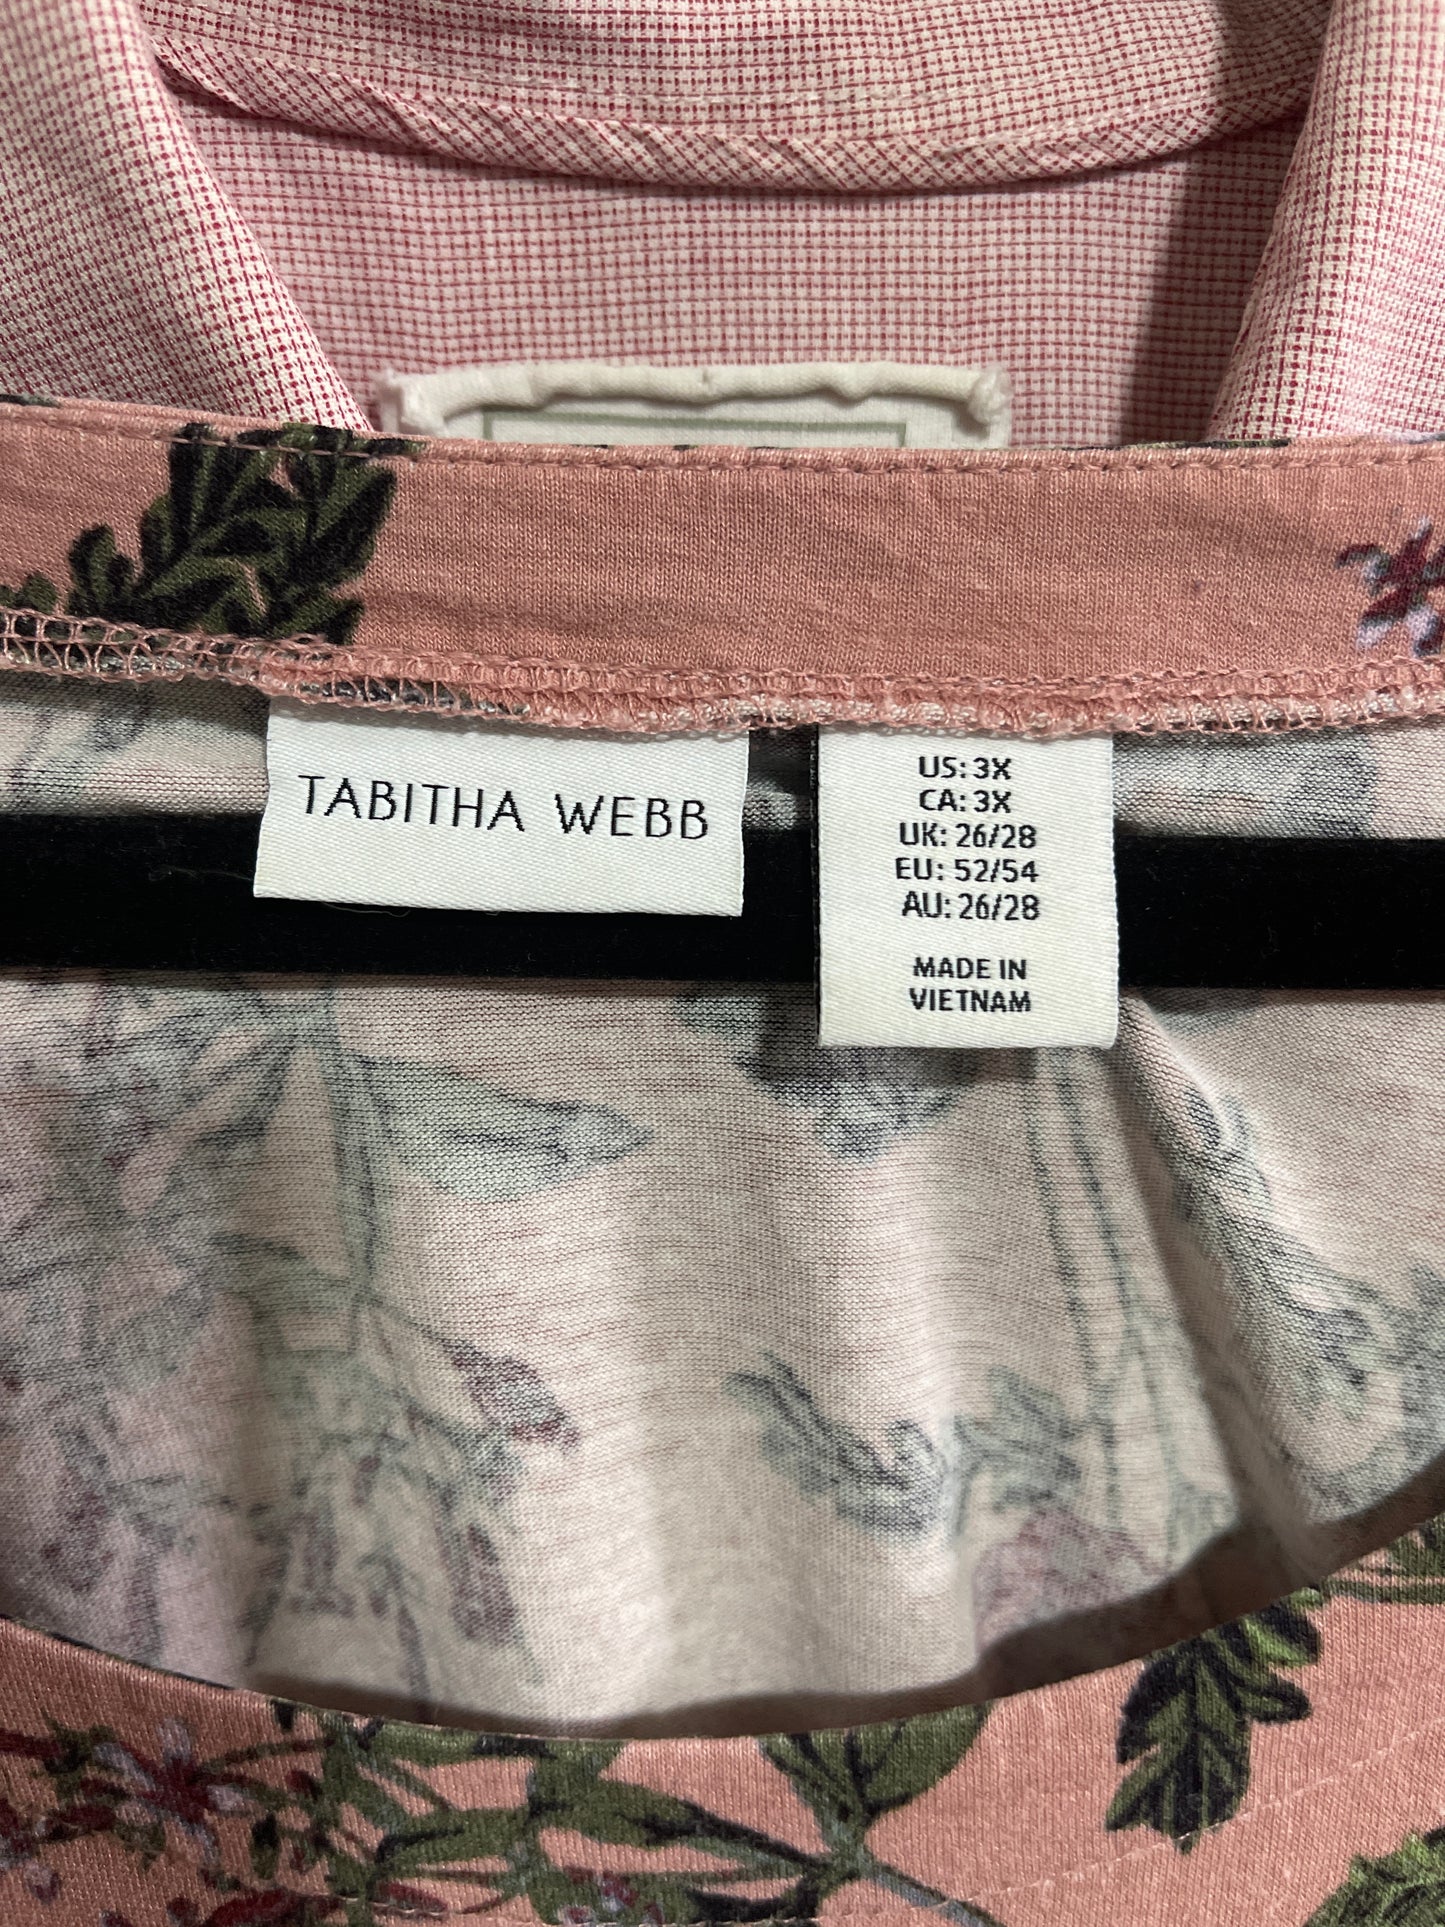 TABITHA WEBB
US: 3X
CA: 3X
UK: 26/28
EU: 52/54
AU: 26/28
MADE IN
VIETNAM